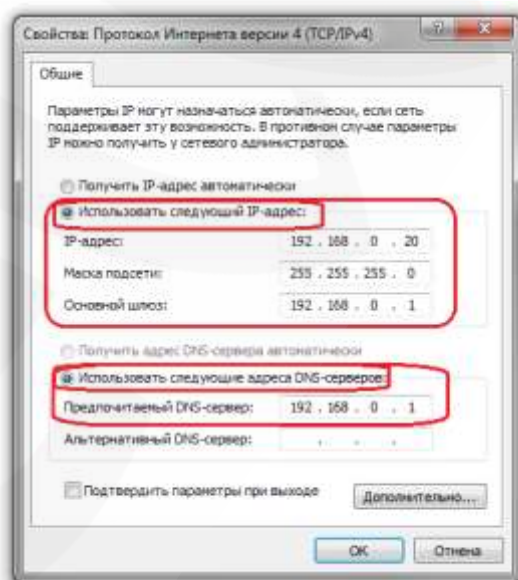 Свойства: Протокол Интернета версии 4 (TCP/IPv4)
Общие
Параметры IP могут назначаться автоматически, если сеть
поддерживает эту возможность. В противном случае параметры
IP можно получить у сетевого администратора.
Получить IP-адрес автоматически
Использовать следующий IP-адрес:
IP-адрес: 192 . 168 . 0 . 20
Маска подсети: 255 . 255 . 255 . 0
Основной шлюз: 192 . 168 . 0 . 1
Получить адрес DNS-сервера автоматически
Использовать следующие адреса DNS-серверов:
Предпочитаемый DNS-сервер: 192 . 168 . 0 . 1
Альтернативный DNS-сервер: . . .
Подтвердить параметры при выходе
Дополнительно...
ОК
Отмена